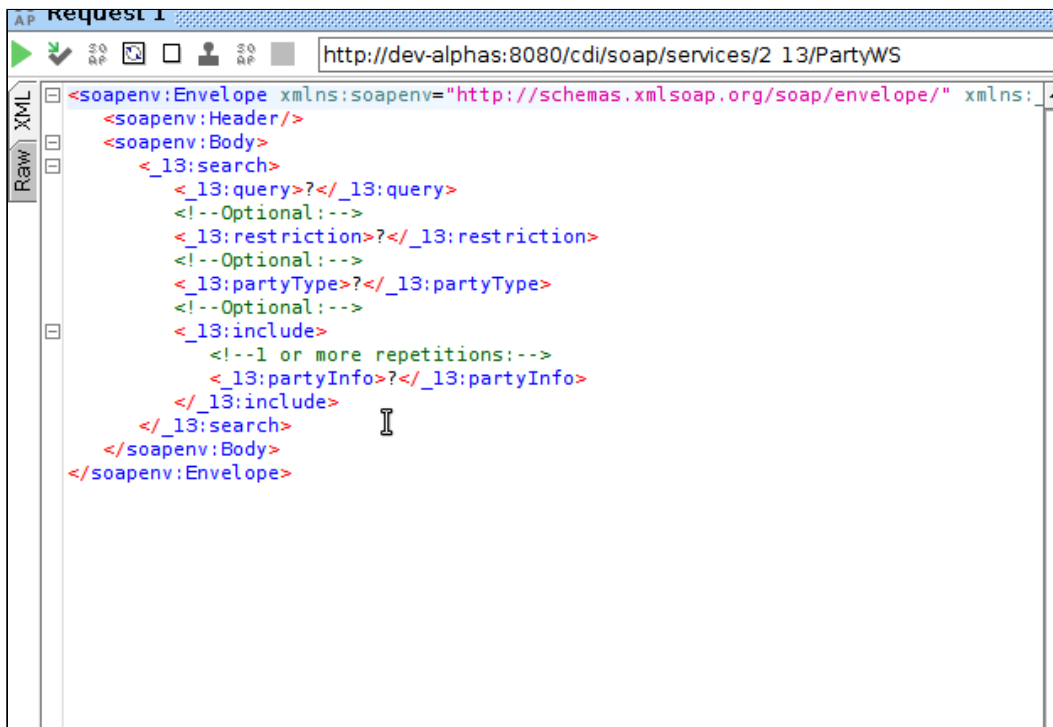 Request 1
http://dev-alphas:8080/cdi/soap/services/2_13/PartyWS
XML
Raw
<soapenv:Envelope xmlns:soapenv="http://schemas.xmlsoap.org/soap/envelope/" xmlns:_
<soapenv:Header/>
<soapenv:Body>
<_13:search>
<_13:query>?</_13:query>
<!--Optional:-->
<_13:restriction>?</_13:restriction>
<!--Optional:-->
<_13:partyType>?</_13:partyType>
<!--Optional:-->
<_13:include>
<!--1 or more repetitions:-->
<_13:partyInfo>?</_13:partyInfo>
</_13:include>
</_13:search>
</soapenv:Body>
</soapenv:Envelope>